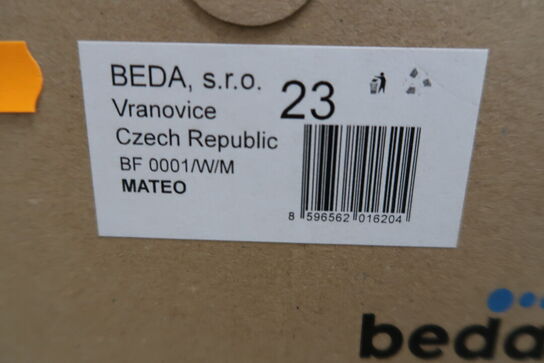 BEDA, s.r.o.
23
Vranovice
Czech Republic
BF 0001/W/M
MATEO
8 596562 016204
beda